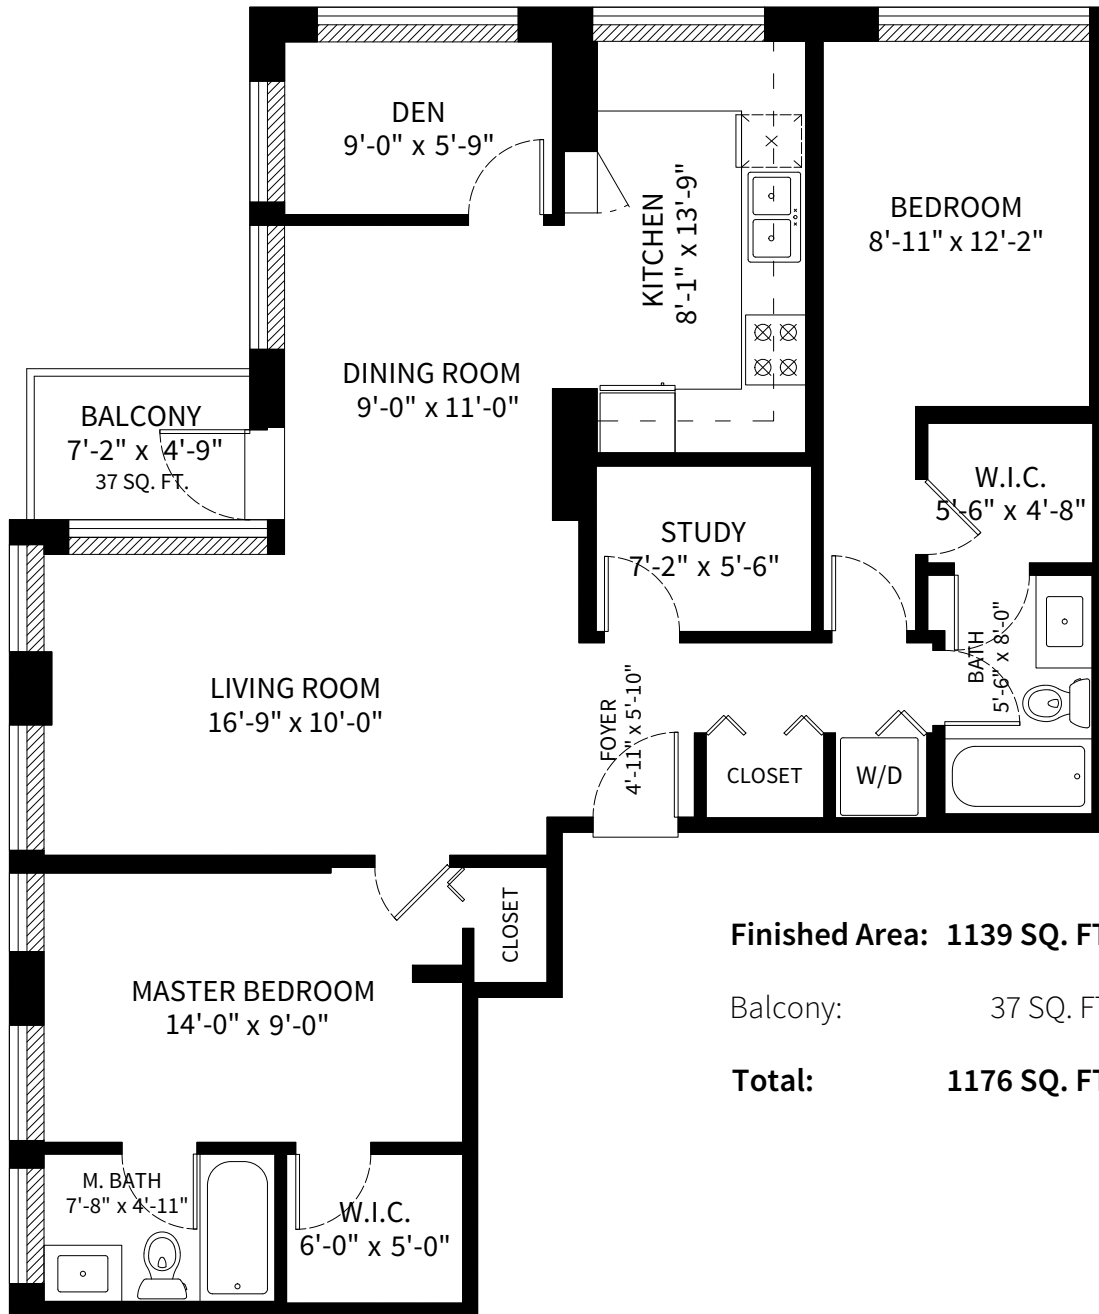 DEN
9'-0" x 5'-9"
KITCHEN
8'-1" x 13'-9"
BEDROOM
8'-11" x 12'-2"
DINING ROOM
9'-0" x 11'-0"
BALCONY
7'-2" x 4'-9"
37 SQ. FT.
W.I.C.
5'-6" x 4'-8"
STUDY
7'-2" x 5'-6"
BATH
5'-6" x 8'-0"
LIVING ROOM
16'-9" x 10'-0"
FOYER
4'-11" x 5'-10"
CLOSET
W/D
CLOSET
Finished Area: 1139 SQ. FT
Balcony: 37 SQ. FT
Total: 1176 SQ. FT
MASTER BEDROOM
14'-0" x 9'-0"
M. BATH
7'-8" x 4'-11"
W.I.C.
6'-0" x 5'-0"